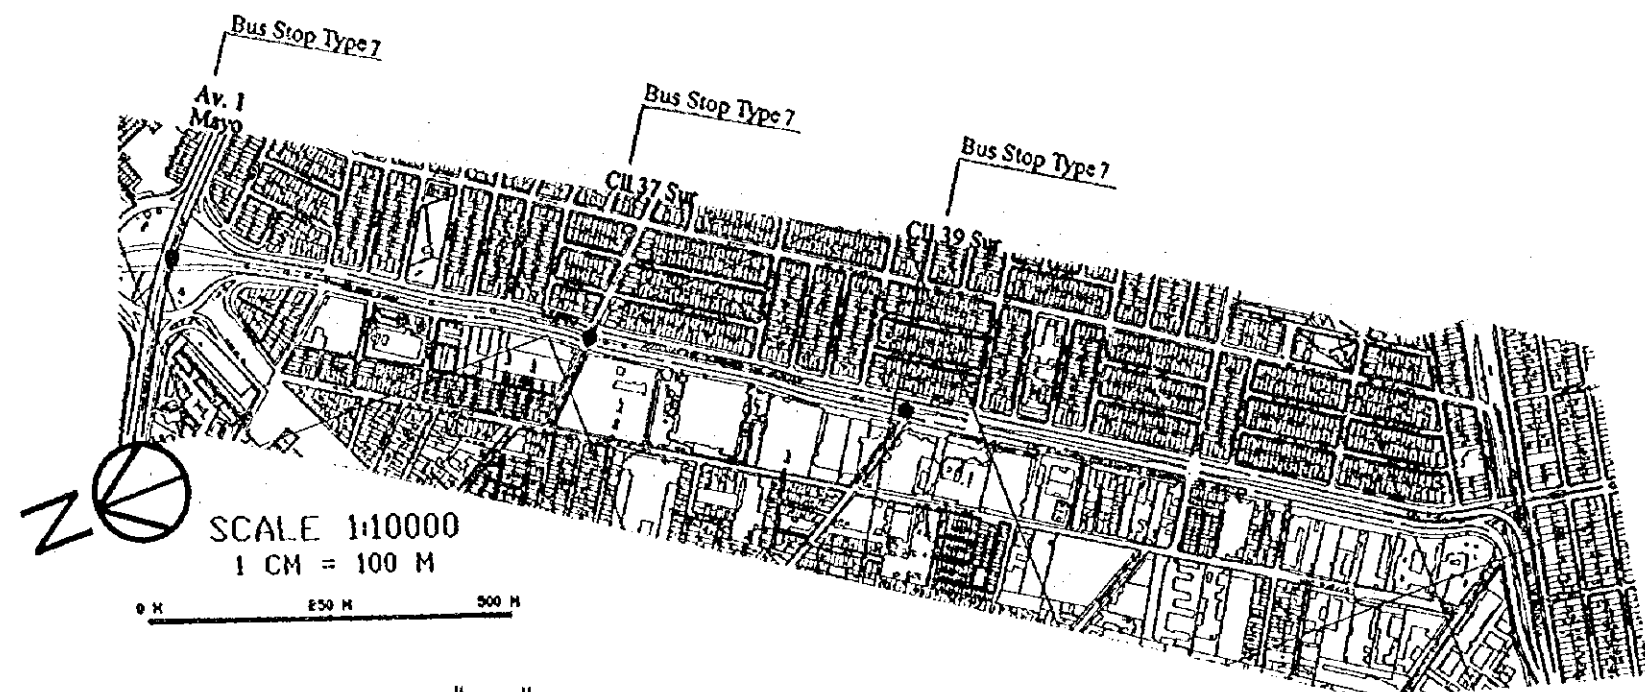 Bus Stop Type 7
Av. 1
Mayo
Bus Stop Type 7
Cll 37 Sur
Bus Stop Type 7
Cll 39 Sur
N
SCALE 1:10000
1 CM = 100 M
0 M 250 M 500 M